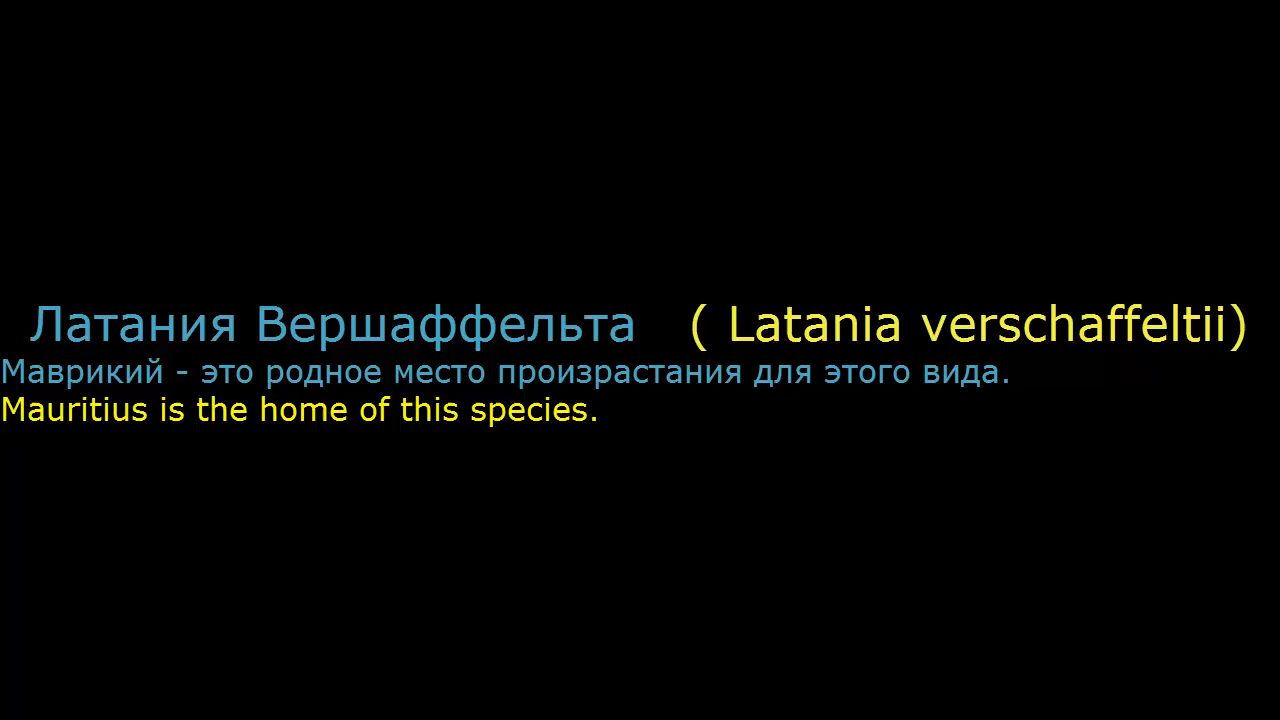 Латания Вершаффельта ( Latania verschaffeltii)
Маврикий - это родное место произрастания для этого вида.
Mauritius is the home of this species.